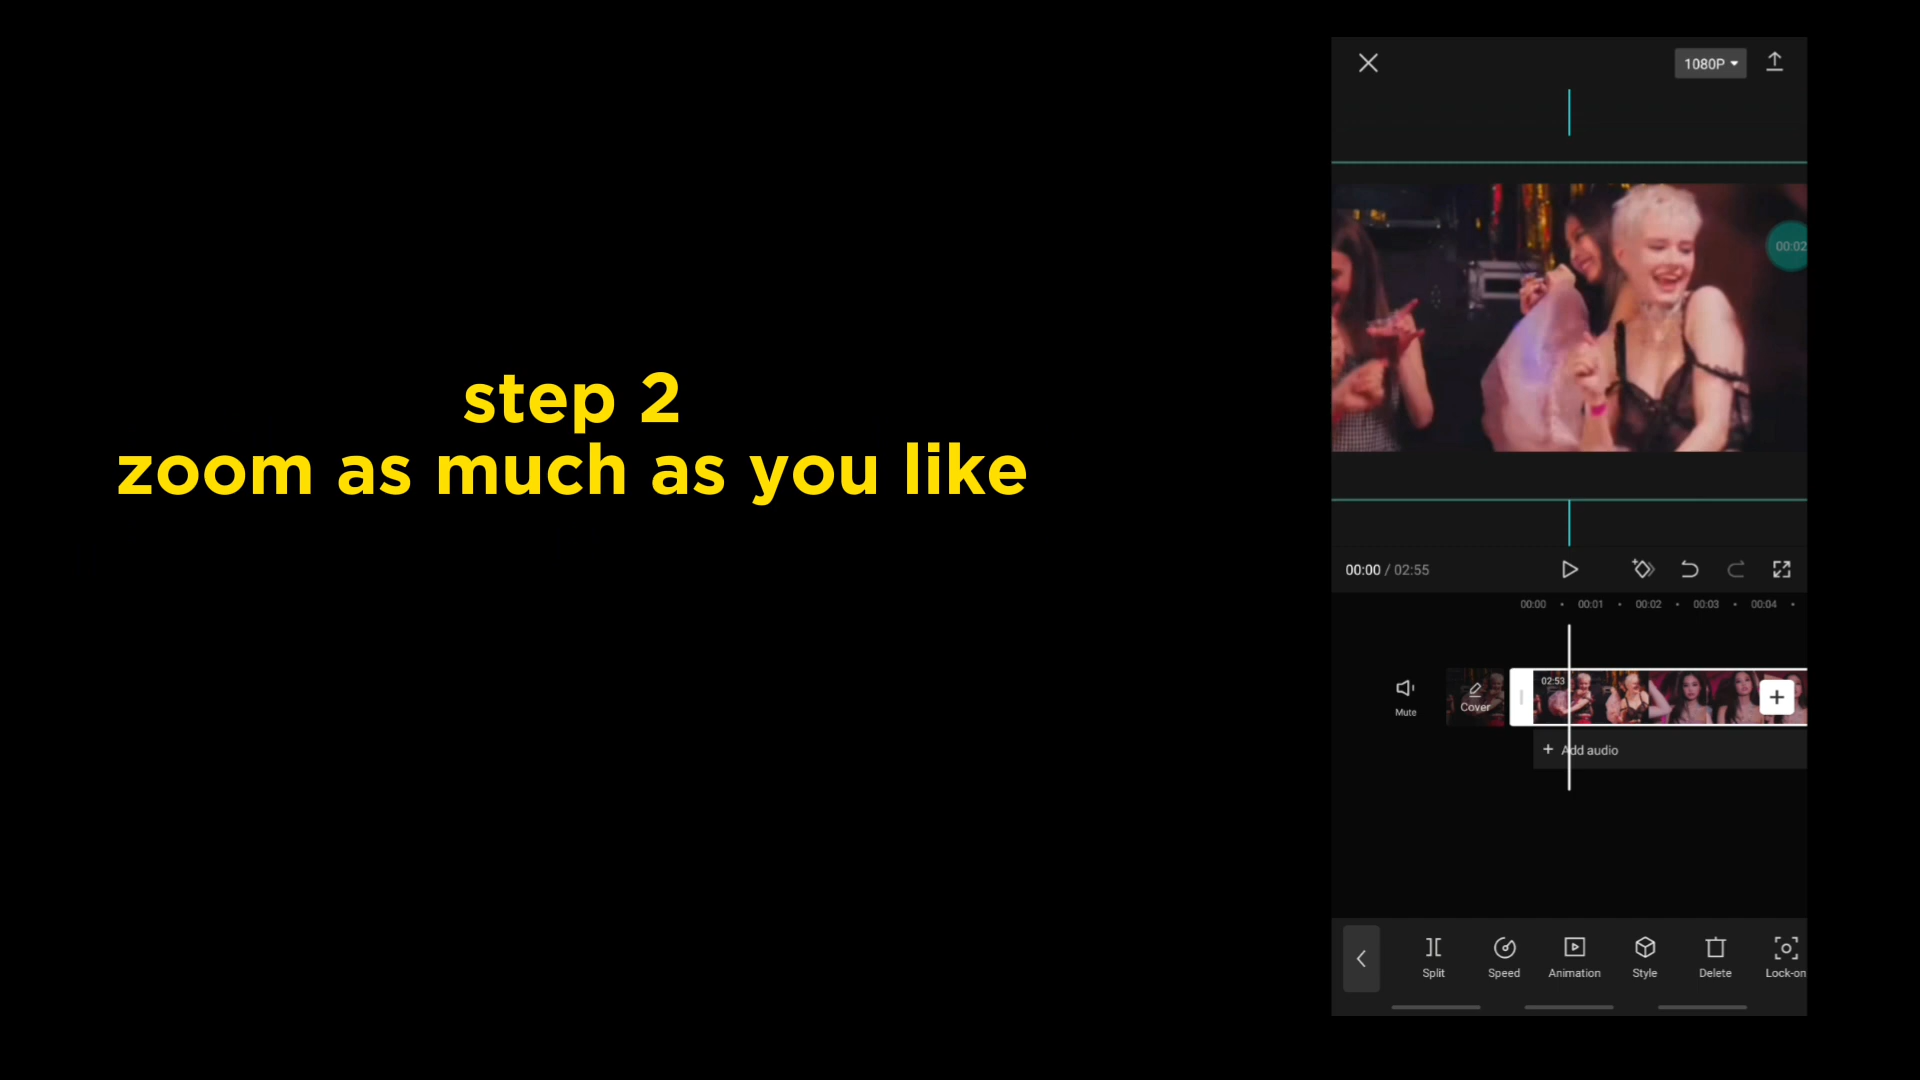 step 2
zoom as much as you like
1080P
00:02
00:00 / 02:55
00:00 00:01 00:02 00:03 00:04
Mute
Cover
02:53
+ Add audio
Split Speed Animation Style Delete Lock-on